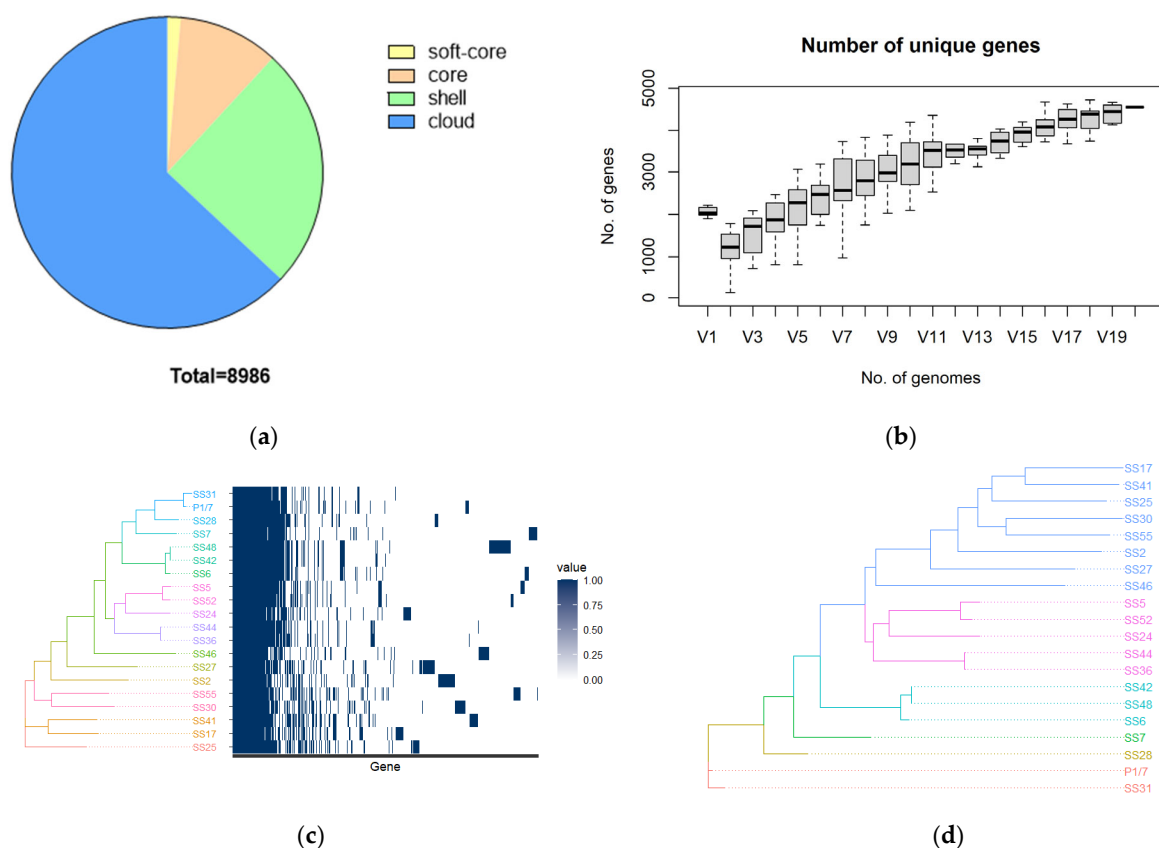 soft-core
core
shell
cloud
Total=8986
(a)
Number of unique genes
No. of genes
5000
3000
1000
0
V1 V3 V5 V7 V9 V11 V13 V15 V17 V19
No. of genomes
(b)
SS31
P1/7
SS28
SS7
SS48
SS42
SS6
SS5
SS52
SS24
SS44
SS36
SS46
SS27
SS2
SS55
SS30
SS41
SS17
SS25
Gene
value
1.00
0.75
0.50
0.25
0.00
(c)
SS17
SS41
SS25
SS30
SS55
SS2
SS27
SS46
SS5
SS52
SS24
SS44
SS36
SS42
SS48
SS6
SS7
SS28
P1/7
SS31
(d)